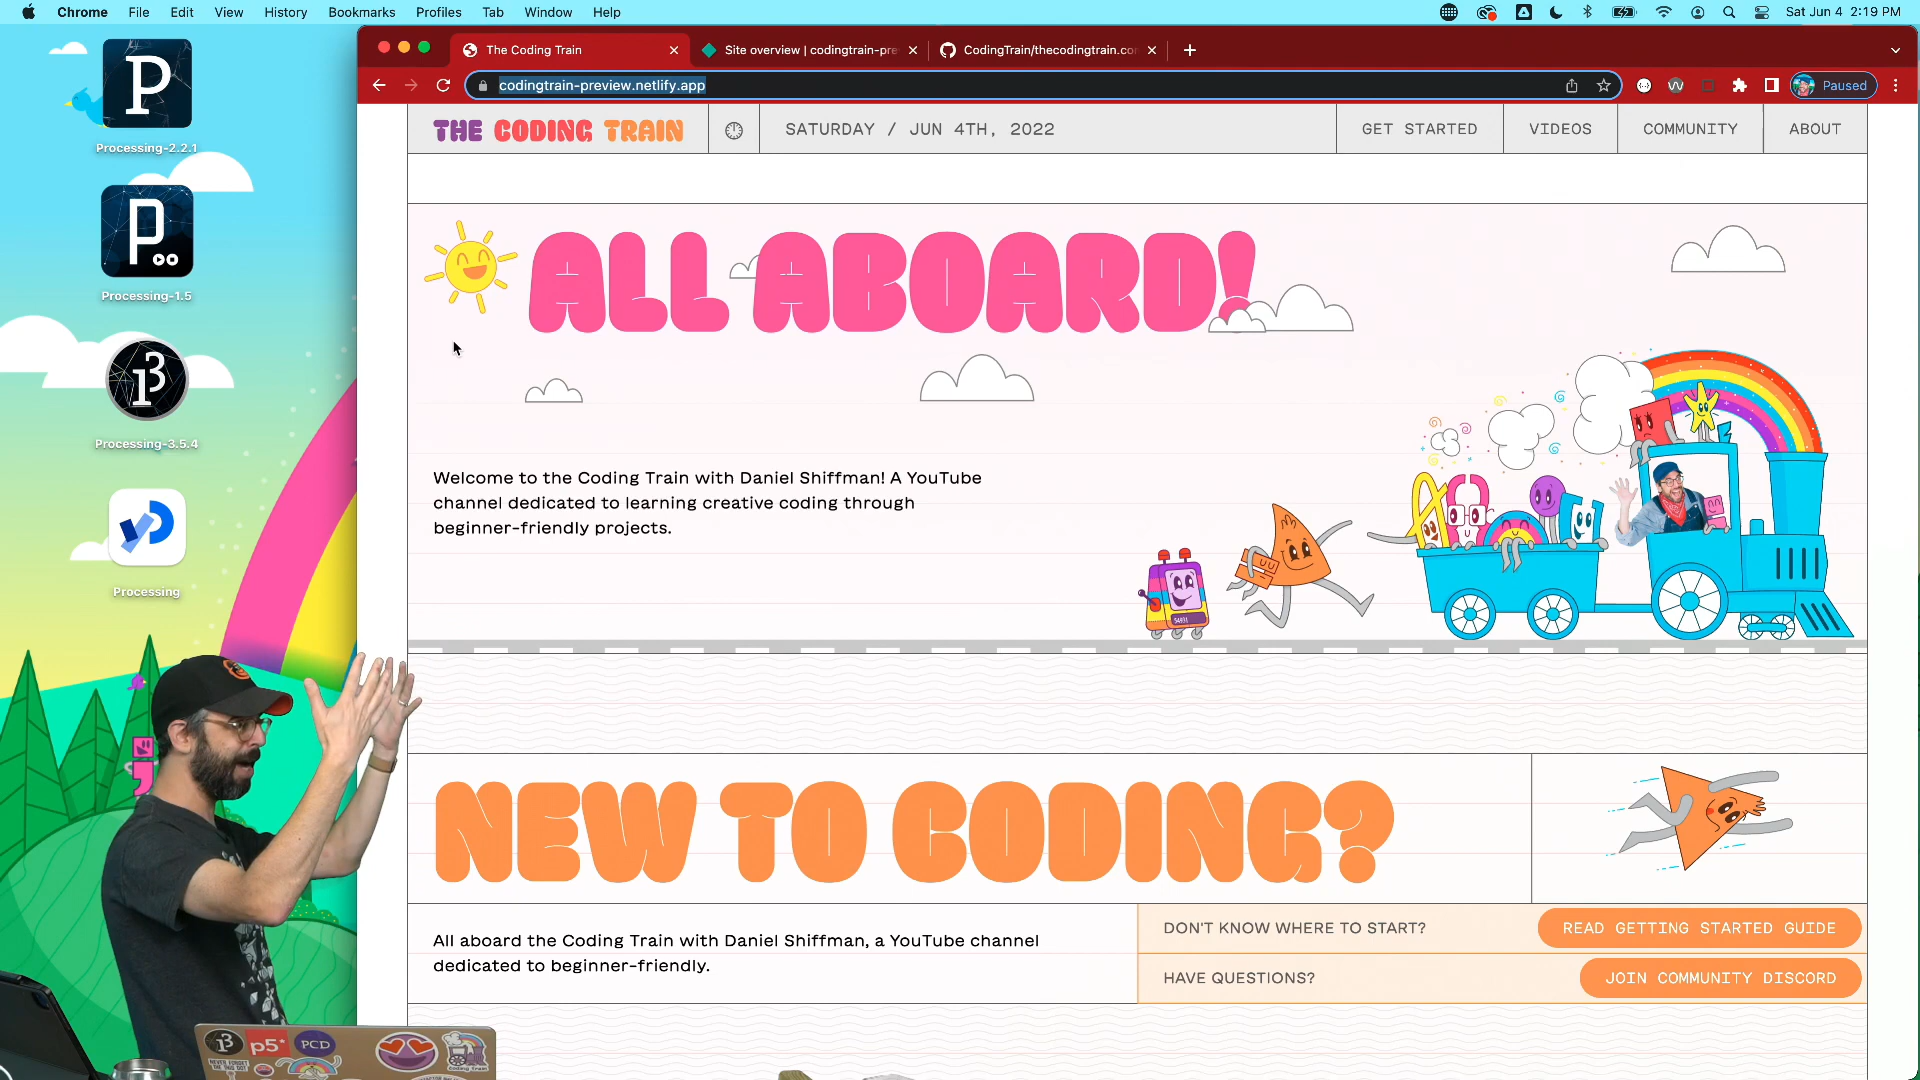 Chrome File Edit View History Bookmarks Profiles Tab Window Help
Sat Jun 4 2:19 PM
The Coding Train
Site overview | codingtrain-pre
CodingTrain/thecodingtrain.co
codingtrain-preview.netlify.app
Paused
THE CODING TRAIN
SATURDAY / JUN 4TH, 2022
GET STARTED
VIDEOS
COMMUNITY
ABOUT
P
Processing-2.2.1
P
Processing-1.5
Processing-3.5.4
Processing
ALL ABOARD!
Welcome to the Coding Train with Daniel Shiffman! A YouTube
channel dedicated to learning creative coding through
beginner-friendly projects.
NEW TO CODING?
All aboard the Coding Train with Daniel Shiffman, a YouTube channel
dedicated to beginner-friendly.
DON'T KNOW WHERE TO START?
READ GETTING STARTED GUIDE
HAVE QUESTIONS?
JOIN COMMUNITY DISCORD
p5*
PCD